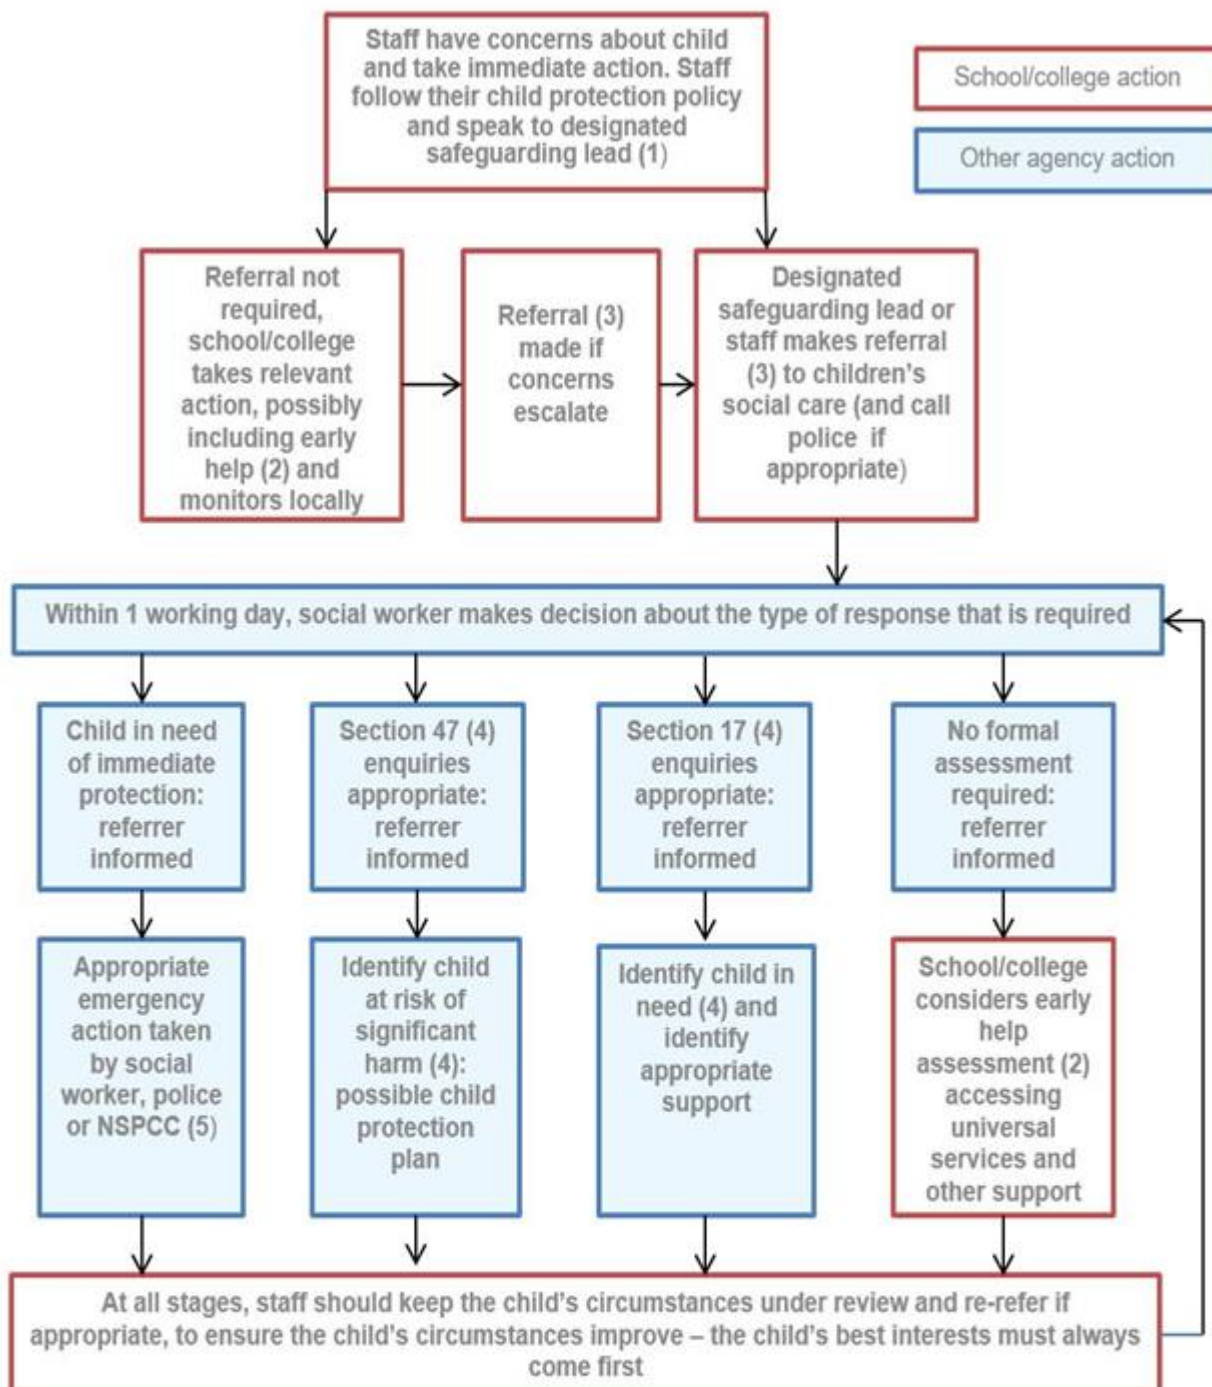 Staff have concerns about child
and take immediate action. Staff
follow their child protection policy
and speak to designated
safeguarding lead (1)
School/college action
Other agency action
Referral not
required,
school/college
takes relevant
action, possibly
including early
help (2) and
monitors locally
Referral (3)
made if
concerns
escalate
Designated
safeguarding lead or
staff makes referral
(3) to children's
social care (and call
police if
appropriate)
Within 1 working day, social worker makes decision about the type of response that is required
Child in need
of immediate
protection:
referrer
informed
Section 47 (4)
enquiries
appropriate:
referrer
informed
Section 17 (4)
enquiries
appropriate:
referrer
informed
No formal
assessment
required:
referrer
informed
Appropriate
emergency
action taken
by social
worker, police
or NSPCC (5)
Identify child
at risk of
significant
harm (4):
possible child
protection
plan
Identify child in
need (4) and
identify
appropriate
support
School/college
considers early
help
assessment (2)
accessing
universal
services and
other support
At all stages, staff should keep the child's circumstances under review and re-refer if
appropriate, to ensure the child's circumstances improve – the child's best interests must always
come first